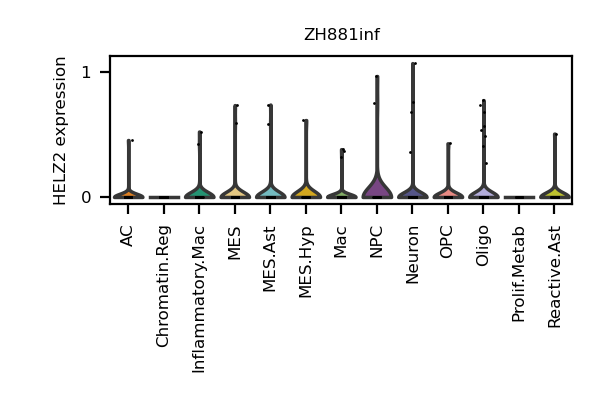 ZH881inf
HELZ2 expression
1
0
AC
Chromatin.Reg
Inflammatory.Mac
MES
MES.Ast
MES.Hyp
Mac
NPC
Neuron
OPC
Oligo
Prolif.Metab
Reactive.Ast